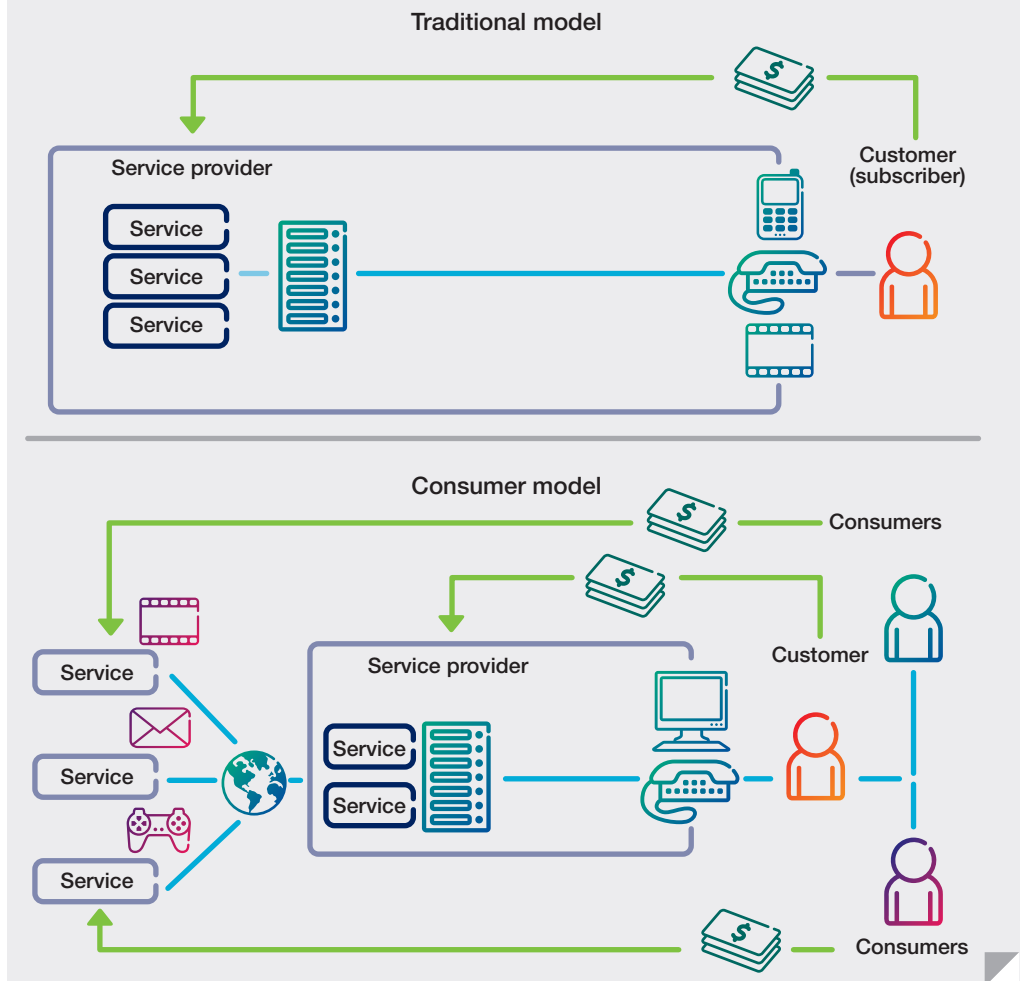 Traditional model
$
Customer
(subscriber)
Service provider
Service
Service
Service
Consumer model
$
Consumers
$
Customer
Service
Service provider
Service
Service
Service
Service
$
Consumers